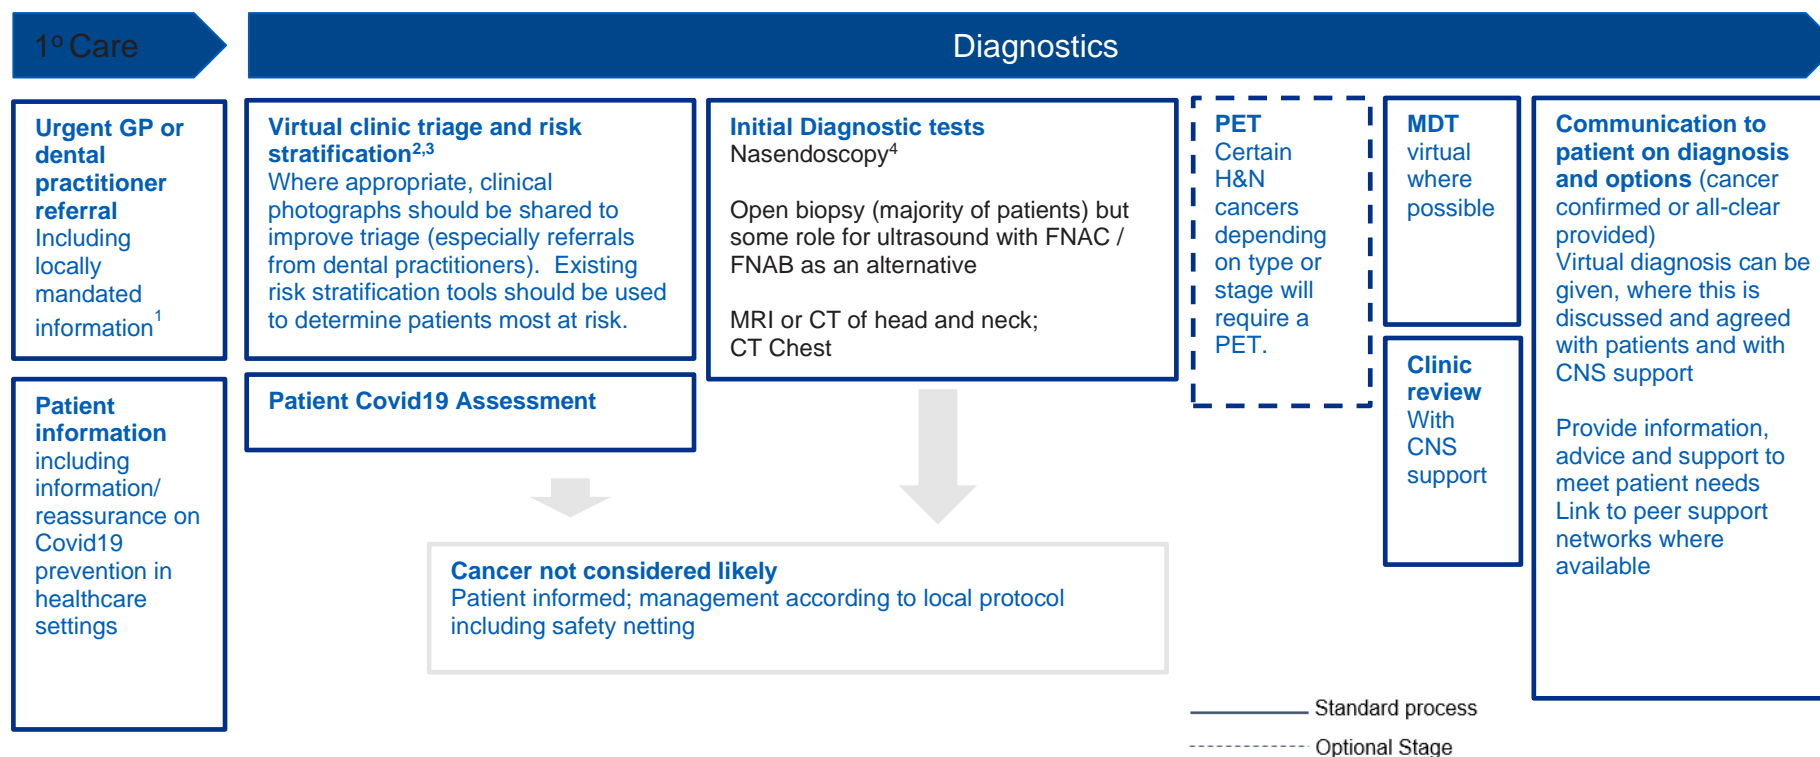 1º Care
Diagnostics
Urgent GP or
dental
practitioner
referral
Including
locally
mandated
information¹
Patient
information
including
information/
reassurance on
Covid19
prevention in
healthcare
settings
Virtual clinic triage and risk
stratification²,³
Where appropriate, clinical
photographs should be shared to
improve triage (especially referrals
from dental practitioners). Existing
risk stratification tools should be used
to determine patients most at risk.
Patient Covid19 Assessment
Initial Diagnostic tests
Nasendoscopy⁴
Open biopsy (majority of patients) but
some role for ultrasound with FNAC /
FNAB as an alternative
MRI or CT of head and neck;
CT Chest
Cancer not considered likely
Patient informed; management according to local protocol
including safety netting
PET
Certain
H&N
cancers
depending
on type or
stage will
require a
PET.
MDT
virtual
where
possible
Clinic
review
With
CNS
support
Communication to
patient on diagnosis
and options (cancer
confirmed or all-clear
provided)
Virtual diagnosis can be
given, where this is
discussed and agreed
with patients and with
CNS support
Provide information,
advice and support to
meet patient needs
Link to peer support
networks where
available
Standard process
Optional Stage